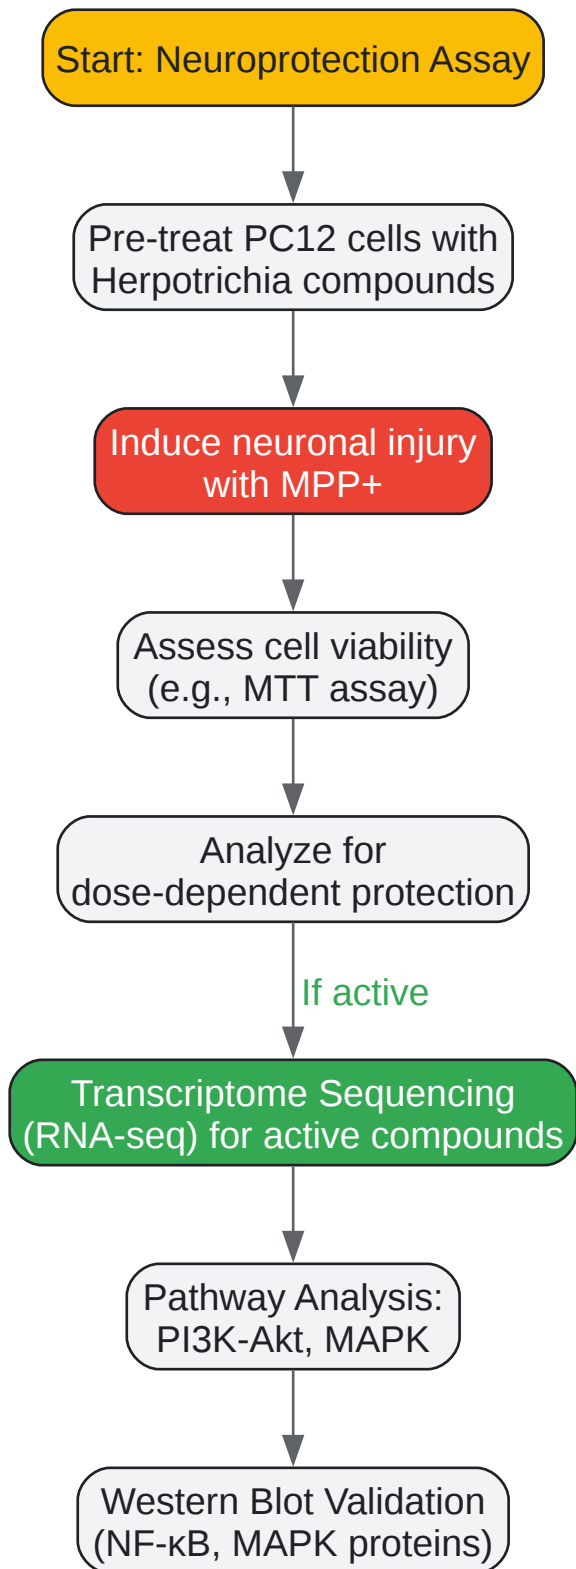 Start: Neuroprotection Assay
Pre-treat PC12 cells with
Herpotrichia compounds
Induce neuronal injury
with MPP+
Assess cell viability
(e.g., MTT assay)
Analyze for
dose-dependent protection
If active
Transcriptome Sequencing
(RNA-seq) for active compounds
Pathway Analysis:
PI3K-Akt, MAPK
Western Blot Validation
(NF-κB, MAPK proteins)